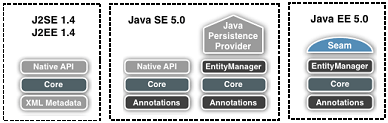 J2SE 1.4
J2EE 1.4
Native API
Core
XML Metadata
Java SE 5.0
Native API
Core
Annotations
Java
Persistence
Provider
EntityManager
Core
Annotations
Java EE 5.0
Seam
EntityManager
Core
Annotations